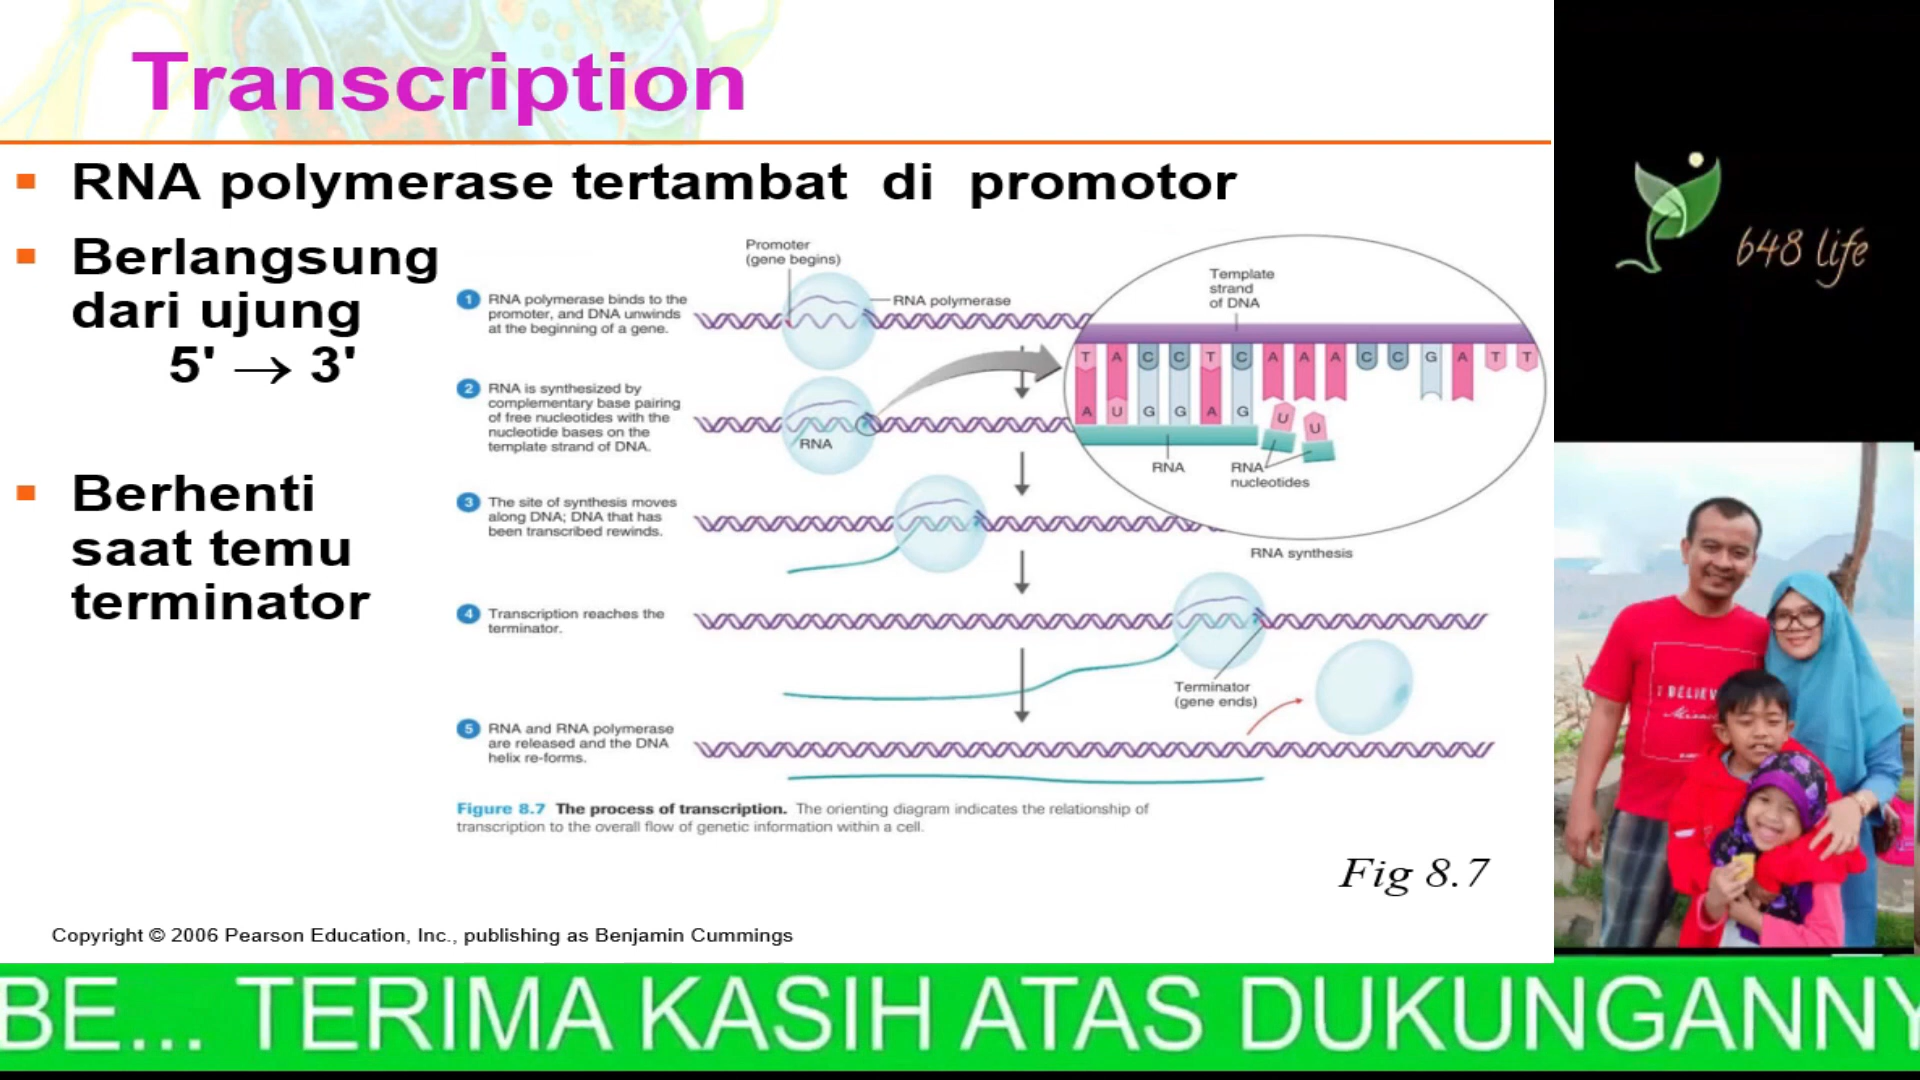 Transcription
RNA polymerase tertambat di promotor
Berlangsung
dari ujung
5' → 3'
Berhenti
saat temu
terminator
Promoter
(gene begins)
RNA polymerase
1 RNA polymerase binds to the
promoter, and DNA unwinds
at the beginning of a gene.
2 RNA is synthesized by
complementary base pairing
of free nucleotides with the
nucleotide bases on the
template strand of DNA.
RNA
3 The site of synthesis moves
along DNA; DNA that has
been transcribed rewinds.
4 Transcription reaches the
terminator.
Terminator
(gene ends)
5 RNA and RNA polymerase
are released and the DNA
helix re-forms.
Template
strand
of DNA
T A C C T C A A A C C G A T T
A U G G A G U U
RNA
RNA
nucleotides
RNA synthesis
Figure 8.7 The process of transcription. The orienting diagram indicates the relationship of
transcription to the overall flow of genetic information within a cell.
Fig 8.7
Copyright © 2006 Pearson Education, Inc., publishing as Benjamin Cummings
648 life
I BELIEV
BE... TERIMA KASIH ATAS DUKUNGANNY